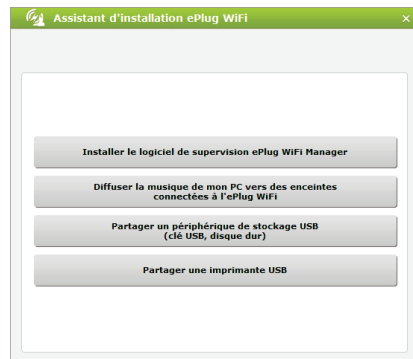 Assistant d'installation ePlug WiFi
Installer le logiciel de supervision ePlug WiFi Manager
Diffuser la musique de mon PC vers des enceintes
connectées à l'ePlug WiFi
Partager un périphérique de stockage USB
(clé USB, disque dur)
Partager une imprimante USB